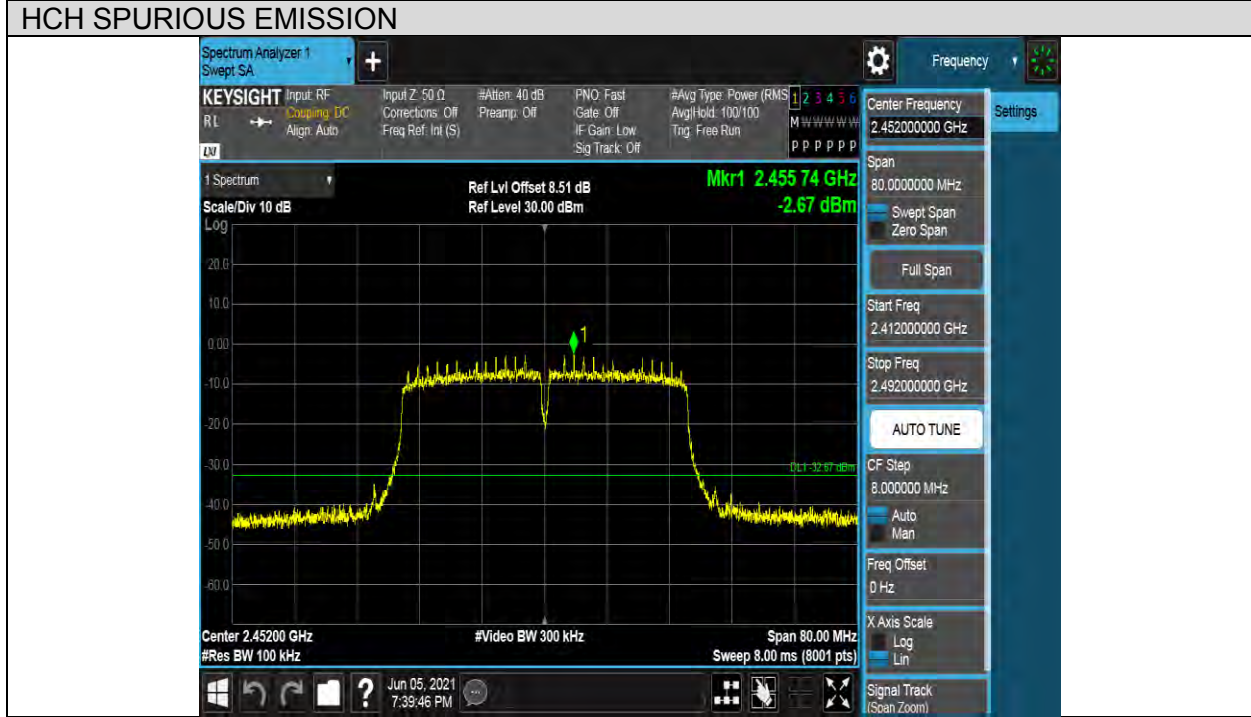 HCH SPURIOUS EMISSION
Spectrum Analyzer 1
Swept SA
+
Frequency
KEYSIGHT
RL
LXI
Input: RF
Coupling: DC
Align: Auto
Input Z: 50 Ω
Corrections: Off
Freq Ref: Int (S)
#Atten: 40 dB
Preamp: Off
PNO: Fast
Gate: Off
IF Gain: Low
Sig Track: Off
#Avg Type: Power (RMS
Avg|Hold: 100/100
Trig: Free Run
1 2 3 4 5 6
M W W W W W
P P P P P P
Settings
1 Spectrum
Scale/Div 10 dB
Ref Lvl Offset 8.51 dB
Ref Level 30.00 dBm
Mkr1 2.455 74 GHz
-2.67 dBm
Log
20.0
10.0
0.00
-10.0
-20.0
-30.0
-40.0
-50.0
-60.0
1
DL1 -32.67 dBm
Center 2.45200 GHz
#Res BW 100 kHz
#Video BW 300 kHz
Span 80.00 MHz
Sweep 8.00 ms (8001 pts)
Center Frequency
2.452000000 GHz
Span
80.0000000 MHz
Swept Span
Zero Span
Full Span
Start Freq
2.412000000 GHz
Stop Freq
2.492000000 GHz
AUTO TUNE
CF Step
8.000000 MHz
Auto
Man
Freq Offset
0 Hz
X Axis Scale
Log
Lin
Signal Track
(Span Zoom)
?
Jun 05, 2021
7:39:46 PM